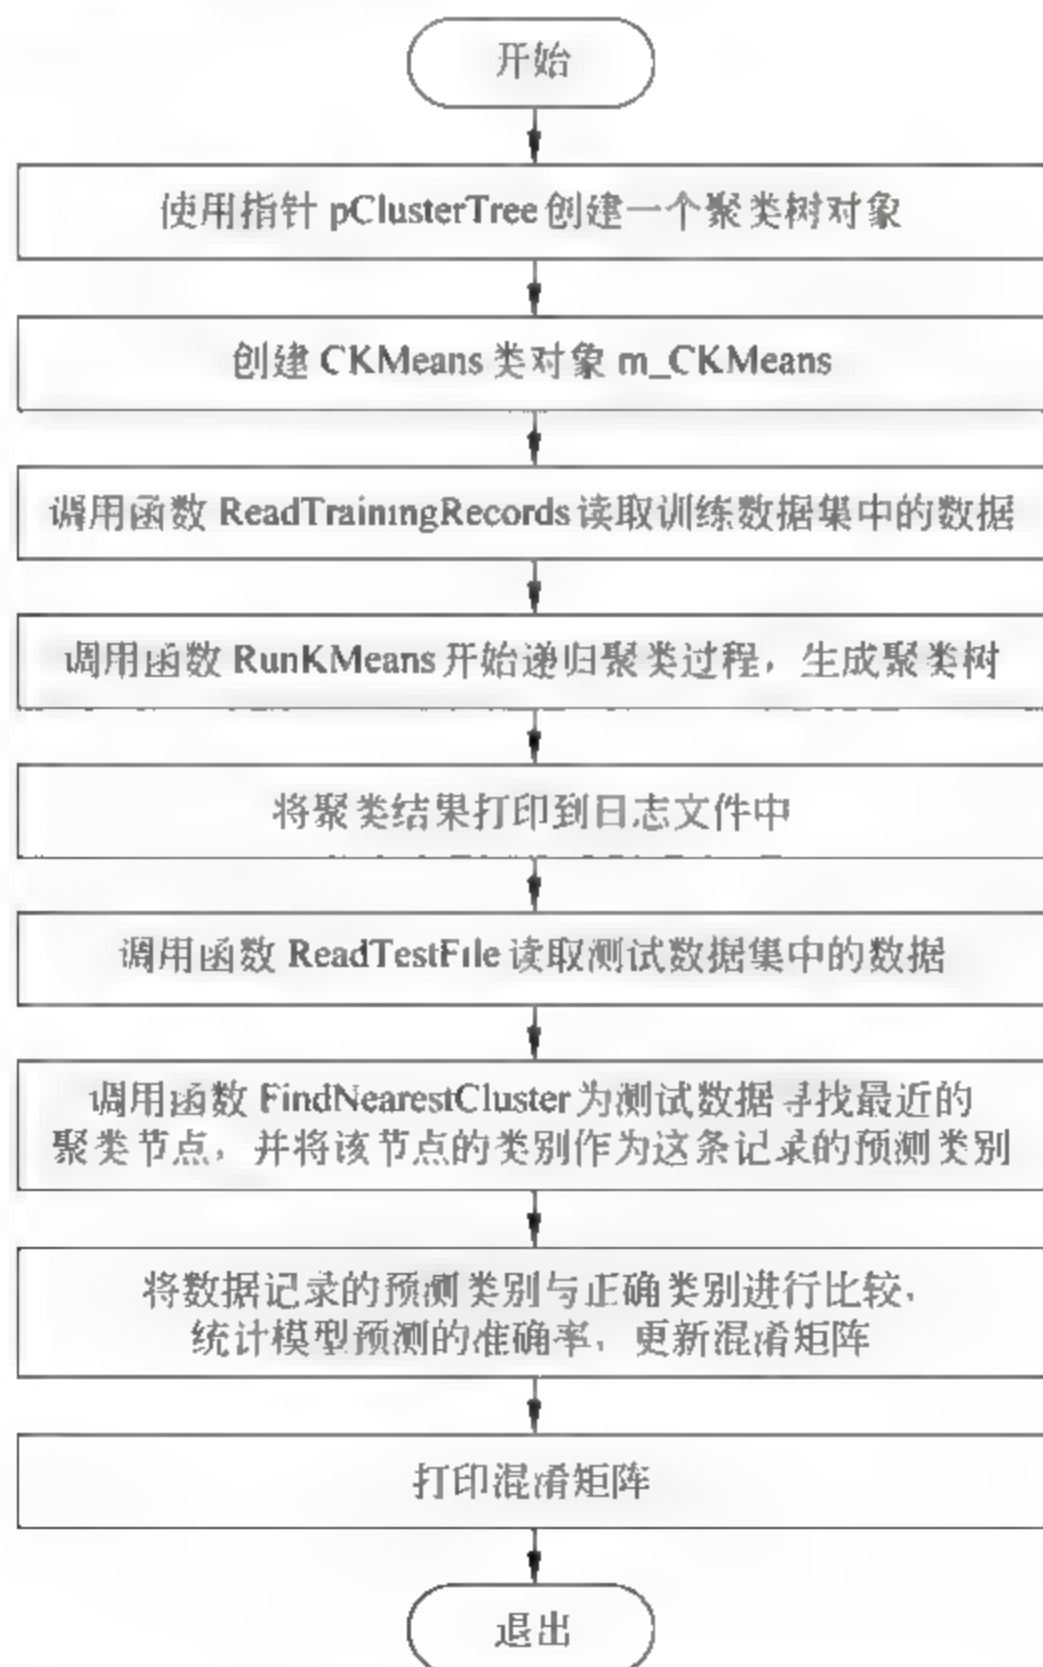 开始
使用指针 pClusterTree 创建一个聚类树对象
创建 CKMeans 类对象 m_CKMeans
调用函数 ReadTrainingRecords 读取训练数据集中的数据
调用函数 RunKMeans 开始递归聚类过程，生成聚类树
将聚类结果打印到日志文件中
调用函数 ReadTestFile 读取测试数据集中的数据
调用函数 FindNearestCluster 为测试数据寻找最近的
聚类节点，并将该节点的类别作为这条记录的预测类别
将数据记录的预测类别与正确类别进行比较，
统计模型预测的准确率，更新混淆矩阵
打印混淆矩阵
退出